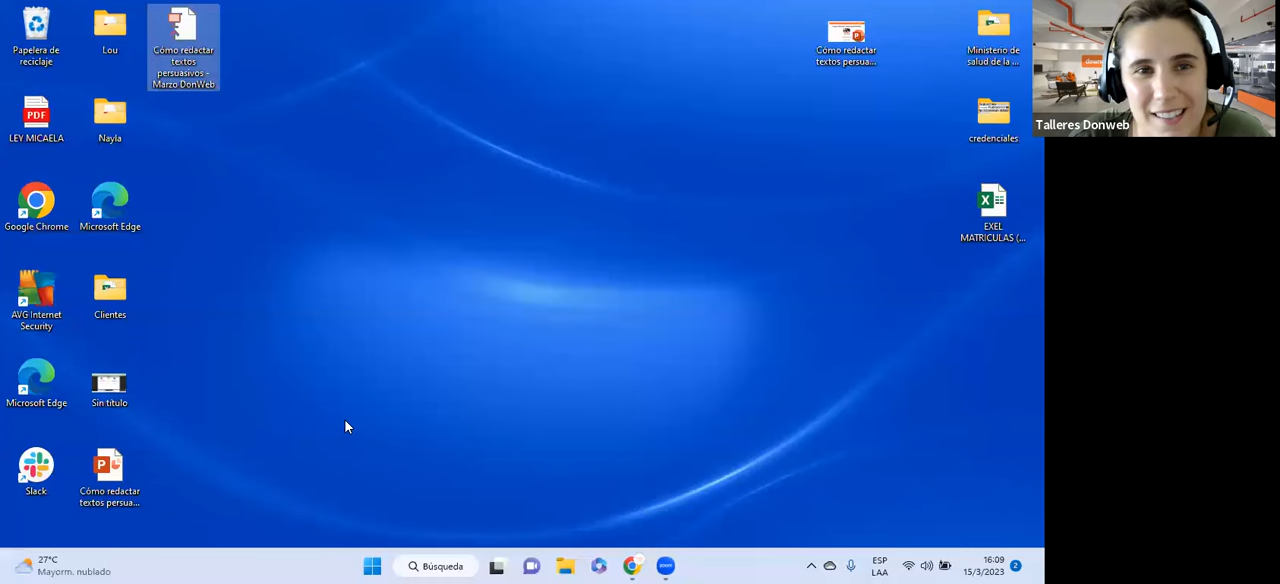 Papelera de
reciclaje
Lou
Cómo redactar
textos
persuasivos -
Marzo DonWeb
Cómo redactar
textos persua...
Ministerio de
salud de la ...
Talleres Donweb
PDF
LEY MICAELA
Nayla
credenciales
Google Chrome
Microsoft Edge
EXEL
MATRICULAS (...
AVG Internet
Security
Clientes
Microsoft Edge
Sin título
Slack
Cómo redactar
textos persua...
27°C
Mayorm. nublado
Búsqueda
zoom
ESP
LAA
16:09
15/3/2023
2